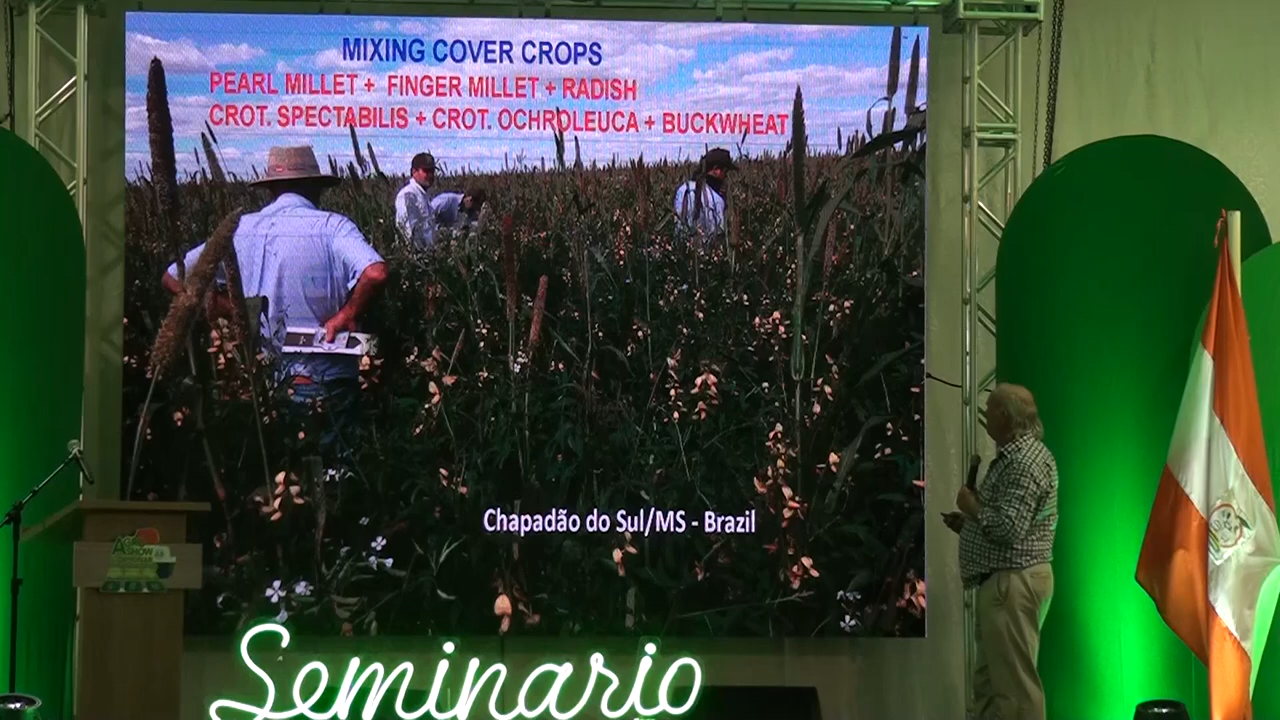 MIXING COVER CROPS
PEARL MILLET + FINGER MILLET + RADISH
CROT. SPECTABILIS + CROT. OCHROLEUCA + BUCKWHEAT
Chapadão do Sul/MS - Brazil
SHOW
Seminario